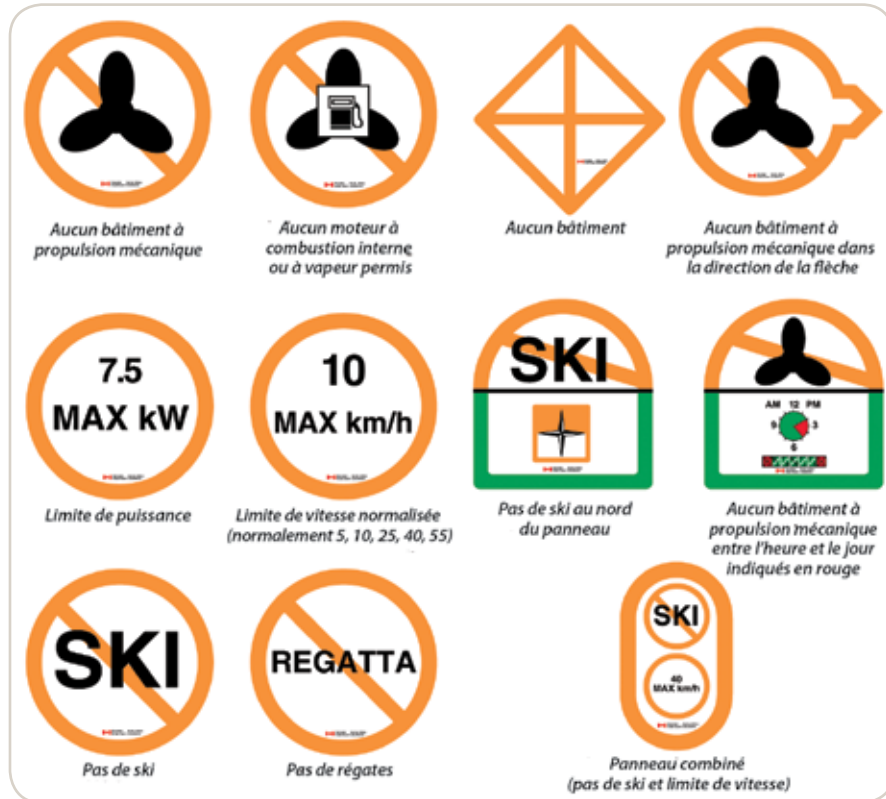 Aucun bâtiment à
propulsion mécanique
Aucun moteur à
combustion interne
ou à vapeur permis
Aucun bâtiment
Aucun bâtiment à
propulsion mécanique dans
la direction de la flèche
7.5
MAX kW
Limite de puissance
10
MAX km/h
Limite de vitesse normalisée
(normalement 5, 10, 25, 40, 55)
SKI
Pas de ski au nord
du panneau
AM 12 PM
9 3
6
Aucun bâtiment à
propulsion mécanique
entre l'heure et le jour
indiqués en rouge
SKI
Pas de ski
REGATTA
Pas de régates
SKI
40
MAX km/h
Panneau combiné
(pas de ski et limite de vitesse)